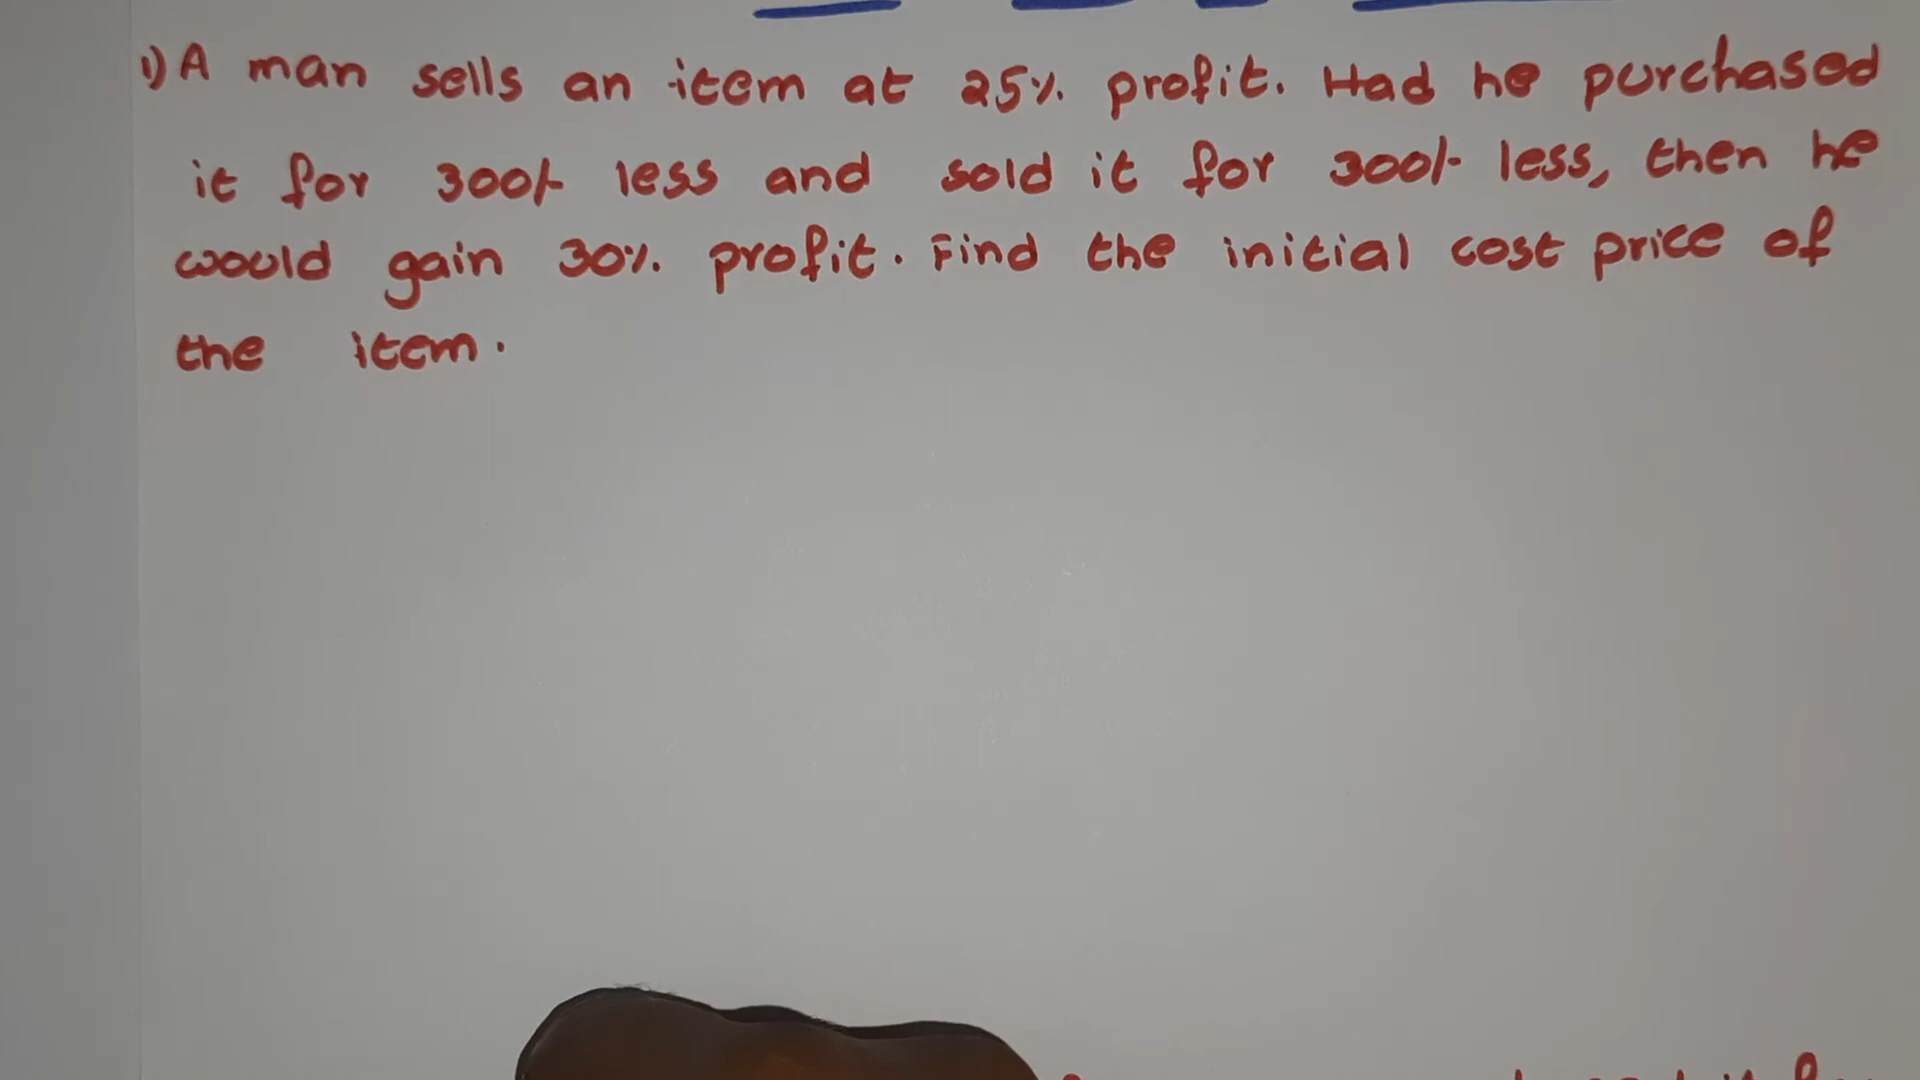 1) A man sells an item at 25%. profit. Had he purchased
it for 300/- less and sold it for 300/- less, then he
would gain 30%. profit. Find the initial cost price of
the item.